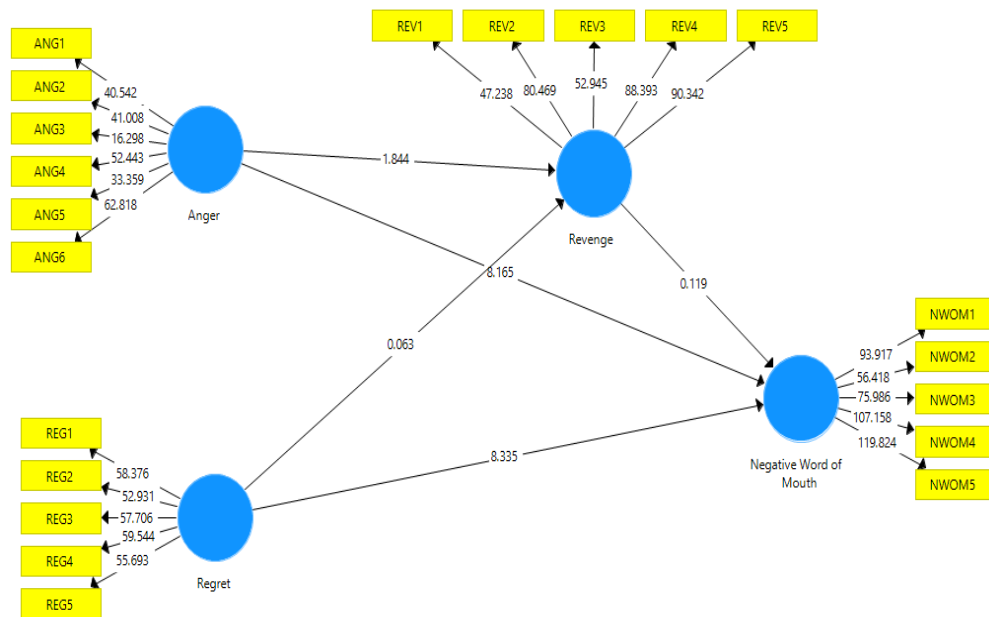 REV1 REV2 REV3 REV4 REV5
47.238 80.469 52.945 88.393 90.342
ANG1
ANG2
ANG3
ANG4
ANG5
ANG6
40.542
41.008
16.298
52.443
33.359
62.818
Anger
1.844
Revenge
8.165
0.119
0.063
8.335
NWOM1
NWOM2
NWOM3
NWOM4
NWOM5
93.917
56.418
75.986
107.158
119.824
Negative Word of
Mouth
REG1
REG2
REG3
REG4
REG5
58.376
52.931
57.706
59.544
55.693
Regret